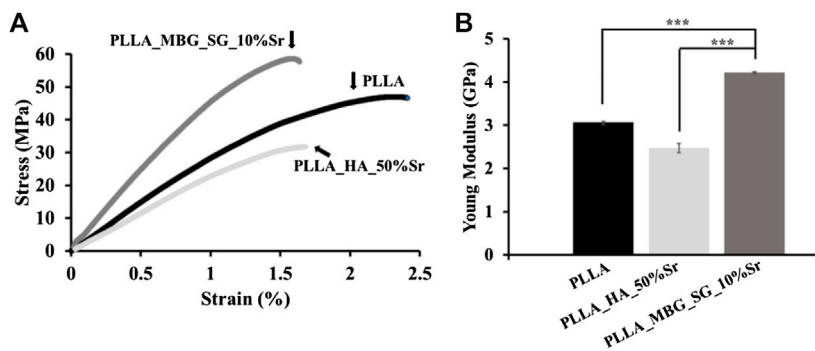 A
PLLA_MBG_SG_10%Sr
PLLA
PLLA_HA_50%Sr
Stress (MPa)
70
60
50
40
30
20
10
0
0
0.5
1
1.5
2
2.5
Strain (%)
B
***
***
Young Modulus (GPa)
5
4
3
2
1
0
PLLA
PLLA_HA_50%Sr
PLLA_MBG_SG_10%Sr